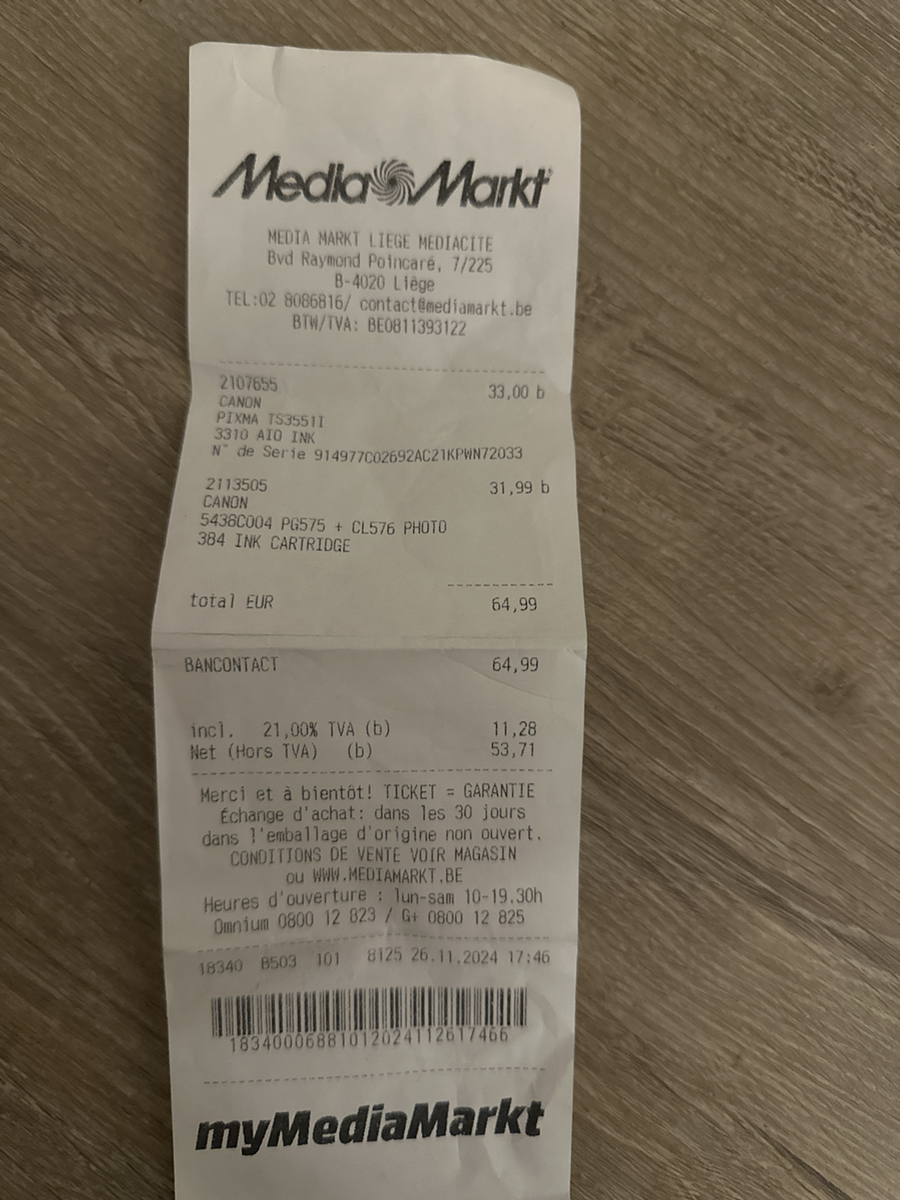 Media Markt
MEDIA MARKT LIEGE MEDIACITE
Bvd Raymond Poincaré, 7/225
B-4020 Liège
TEL:02 8086816/ contact@mediamarkt.be
BTW/TVA: BE0811393122
2107655 33,00 b
CANON
PIXMA TS3551I
3310 AIO INK
N° de Serie 914977C02692AC21KPWN72033
2113505 31,99 b
CANON
5438C004 PG575 + CL576 PHOTO
384 INK CARTRIDGE
total EUR 64,99
BANCONTACT 64,99
incl. 21,00% TVA (b) 11,28
Net (Hors TVA) (b) 53,71
Merci et à bientôt! TICKET = GARANTIE
Échange d'achat: dans les 30 jours
dans l'emballage d'origine non ouvert.
CONDITIONS DE VENTE VOIR MAGASIN
ou WWW.MEDIAMARKT.BE
Heures d'ouverture : lun-sam 10-19.30h
Omnium 0800 12 823 / G+ 0800 12 825
18340 8503 101 8125 26.11.2024 17:46
18340006881012024112617466
myMediaMarkt